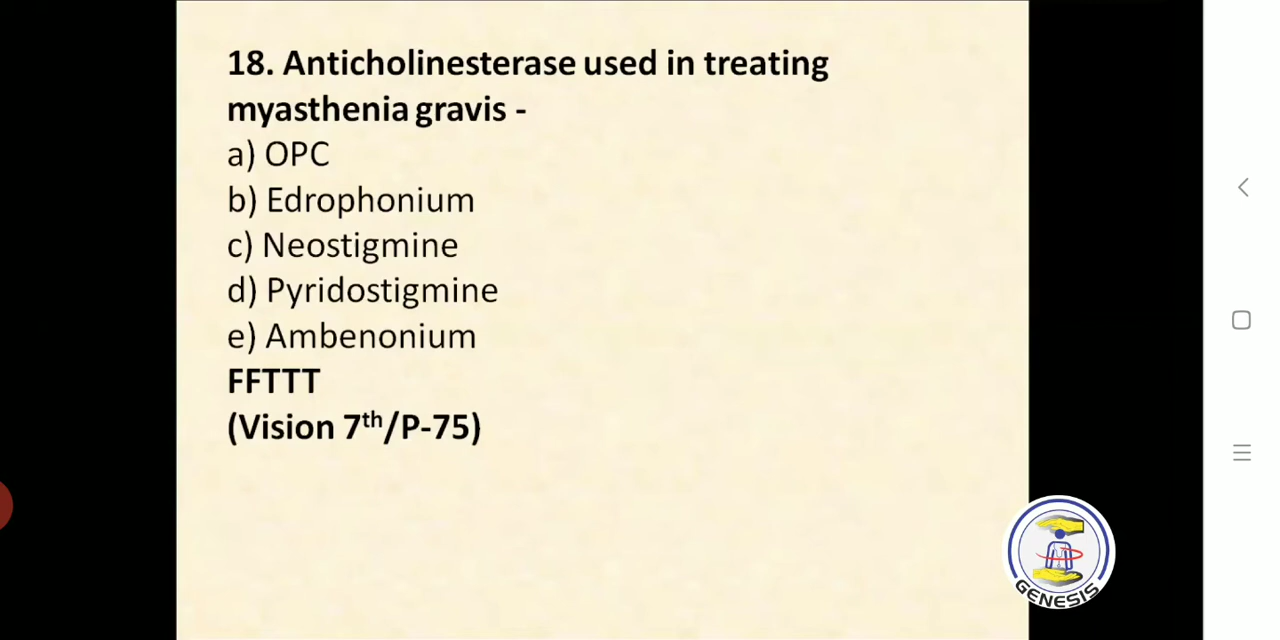 18. Anticholinesterase used in treating
myasthenia gravis -
a) OPC
b) Edrophonium
c) Neostigmine
d) Pyridostigmine
e) Ambenonium
FFTTT
(Vision 7th/P-75)
GENESIS